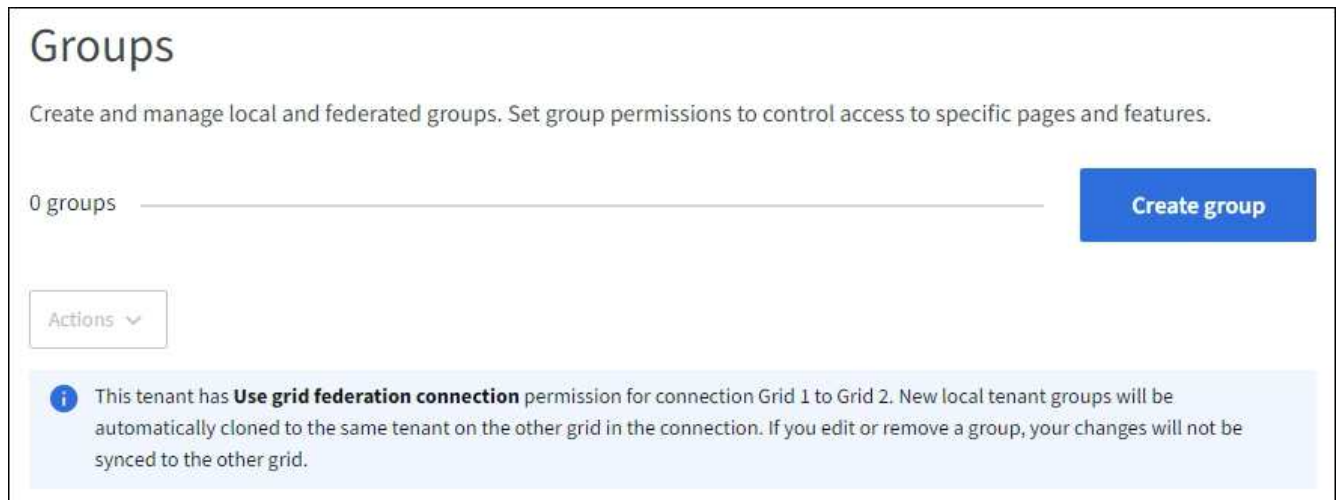 Groups
Create and manage local and federated groups. Set group permissions to control access to specific pages and features.
0 groups
Create group
Actions
This tenant has Use grid federation connection permission for connection Grid 1 to Grid 2. New local tenant groups will be
automatically cloned to the same tenant on the other grid in the connection. If you edit or remove a group, your changes will not be
synced to the other grid.